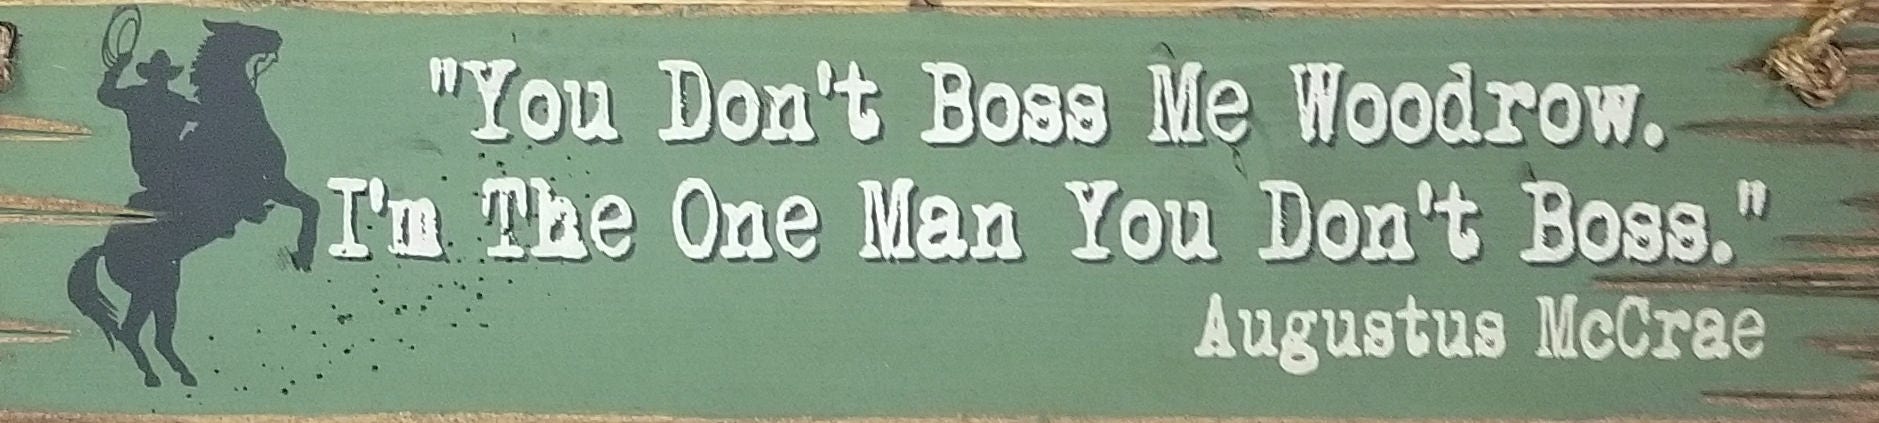 "You Don't Boss Me Woodrow.
I'm The One Man You Don't Boss."
Augustus McCrae